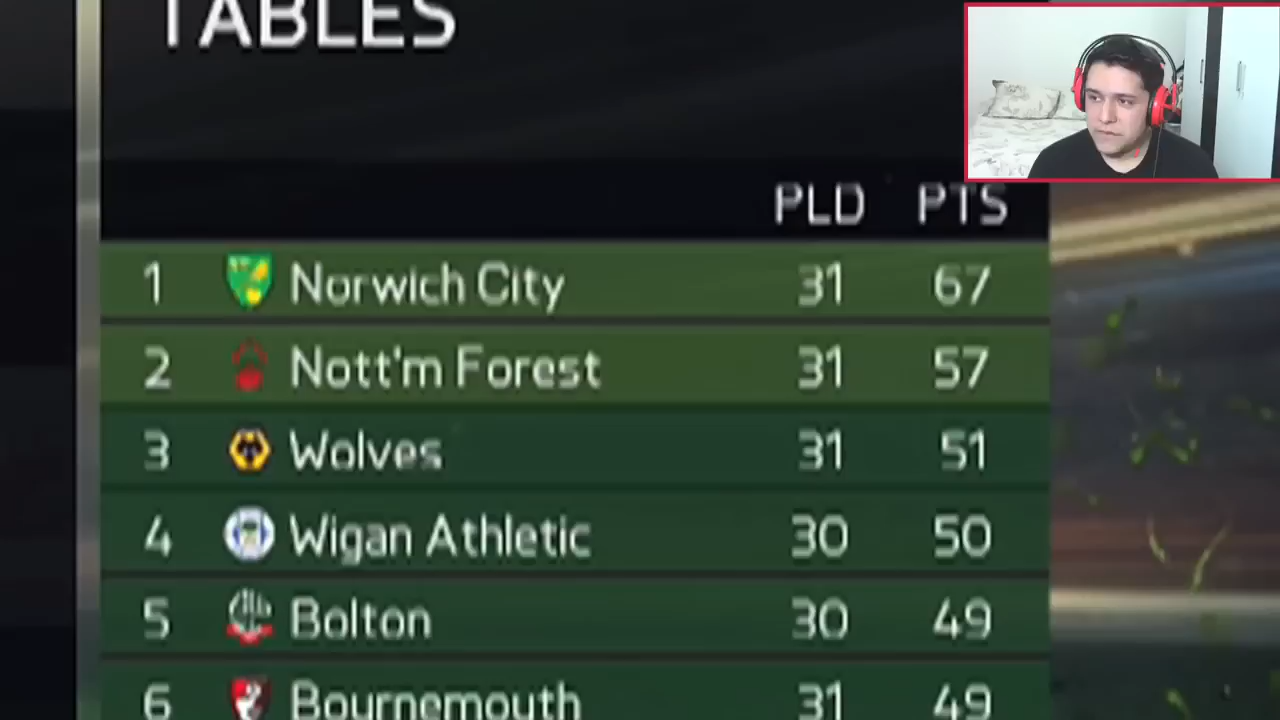 TABLES
PLD PTS
1 Norwich City 31 67
2 Nott'm Forest 31 57
3 Wolves 31 51
4 Wigan Athletic 30 50
5 Bolton 30 49
6 Bournemouth 31 49